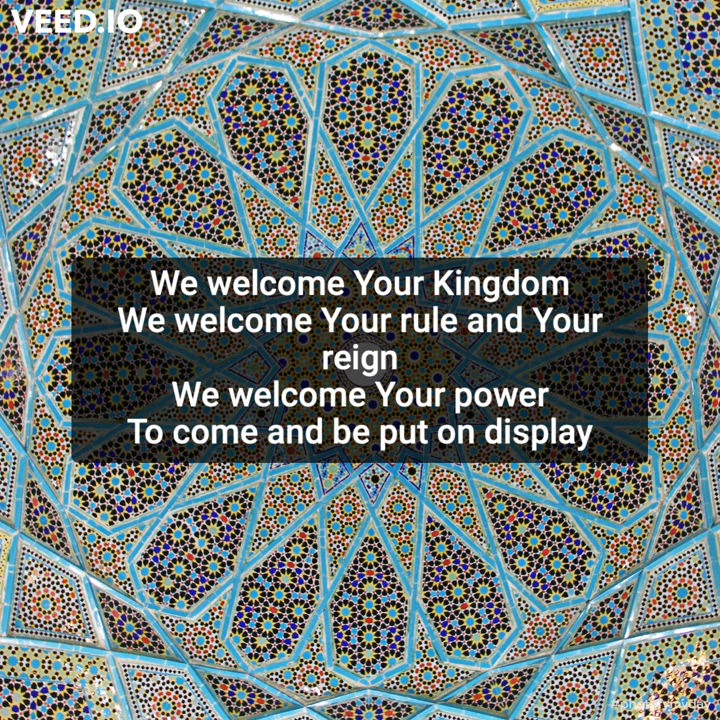 VEED.IO
We welcome Your Kingdom
We welcome Your rule and Your
reign
We welcome Your power
To come and be put on display